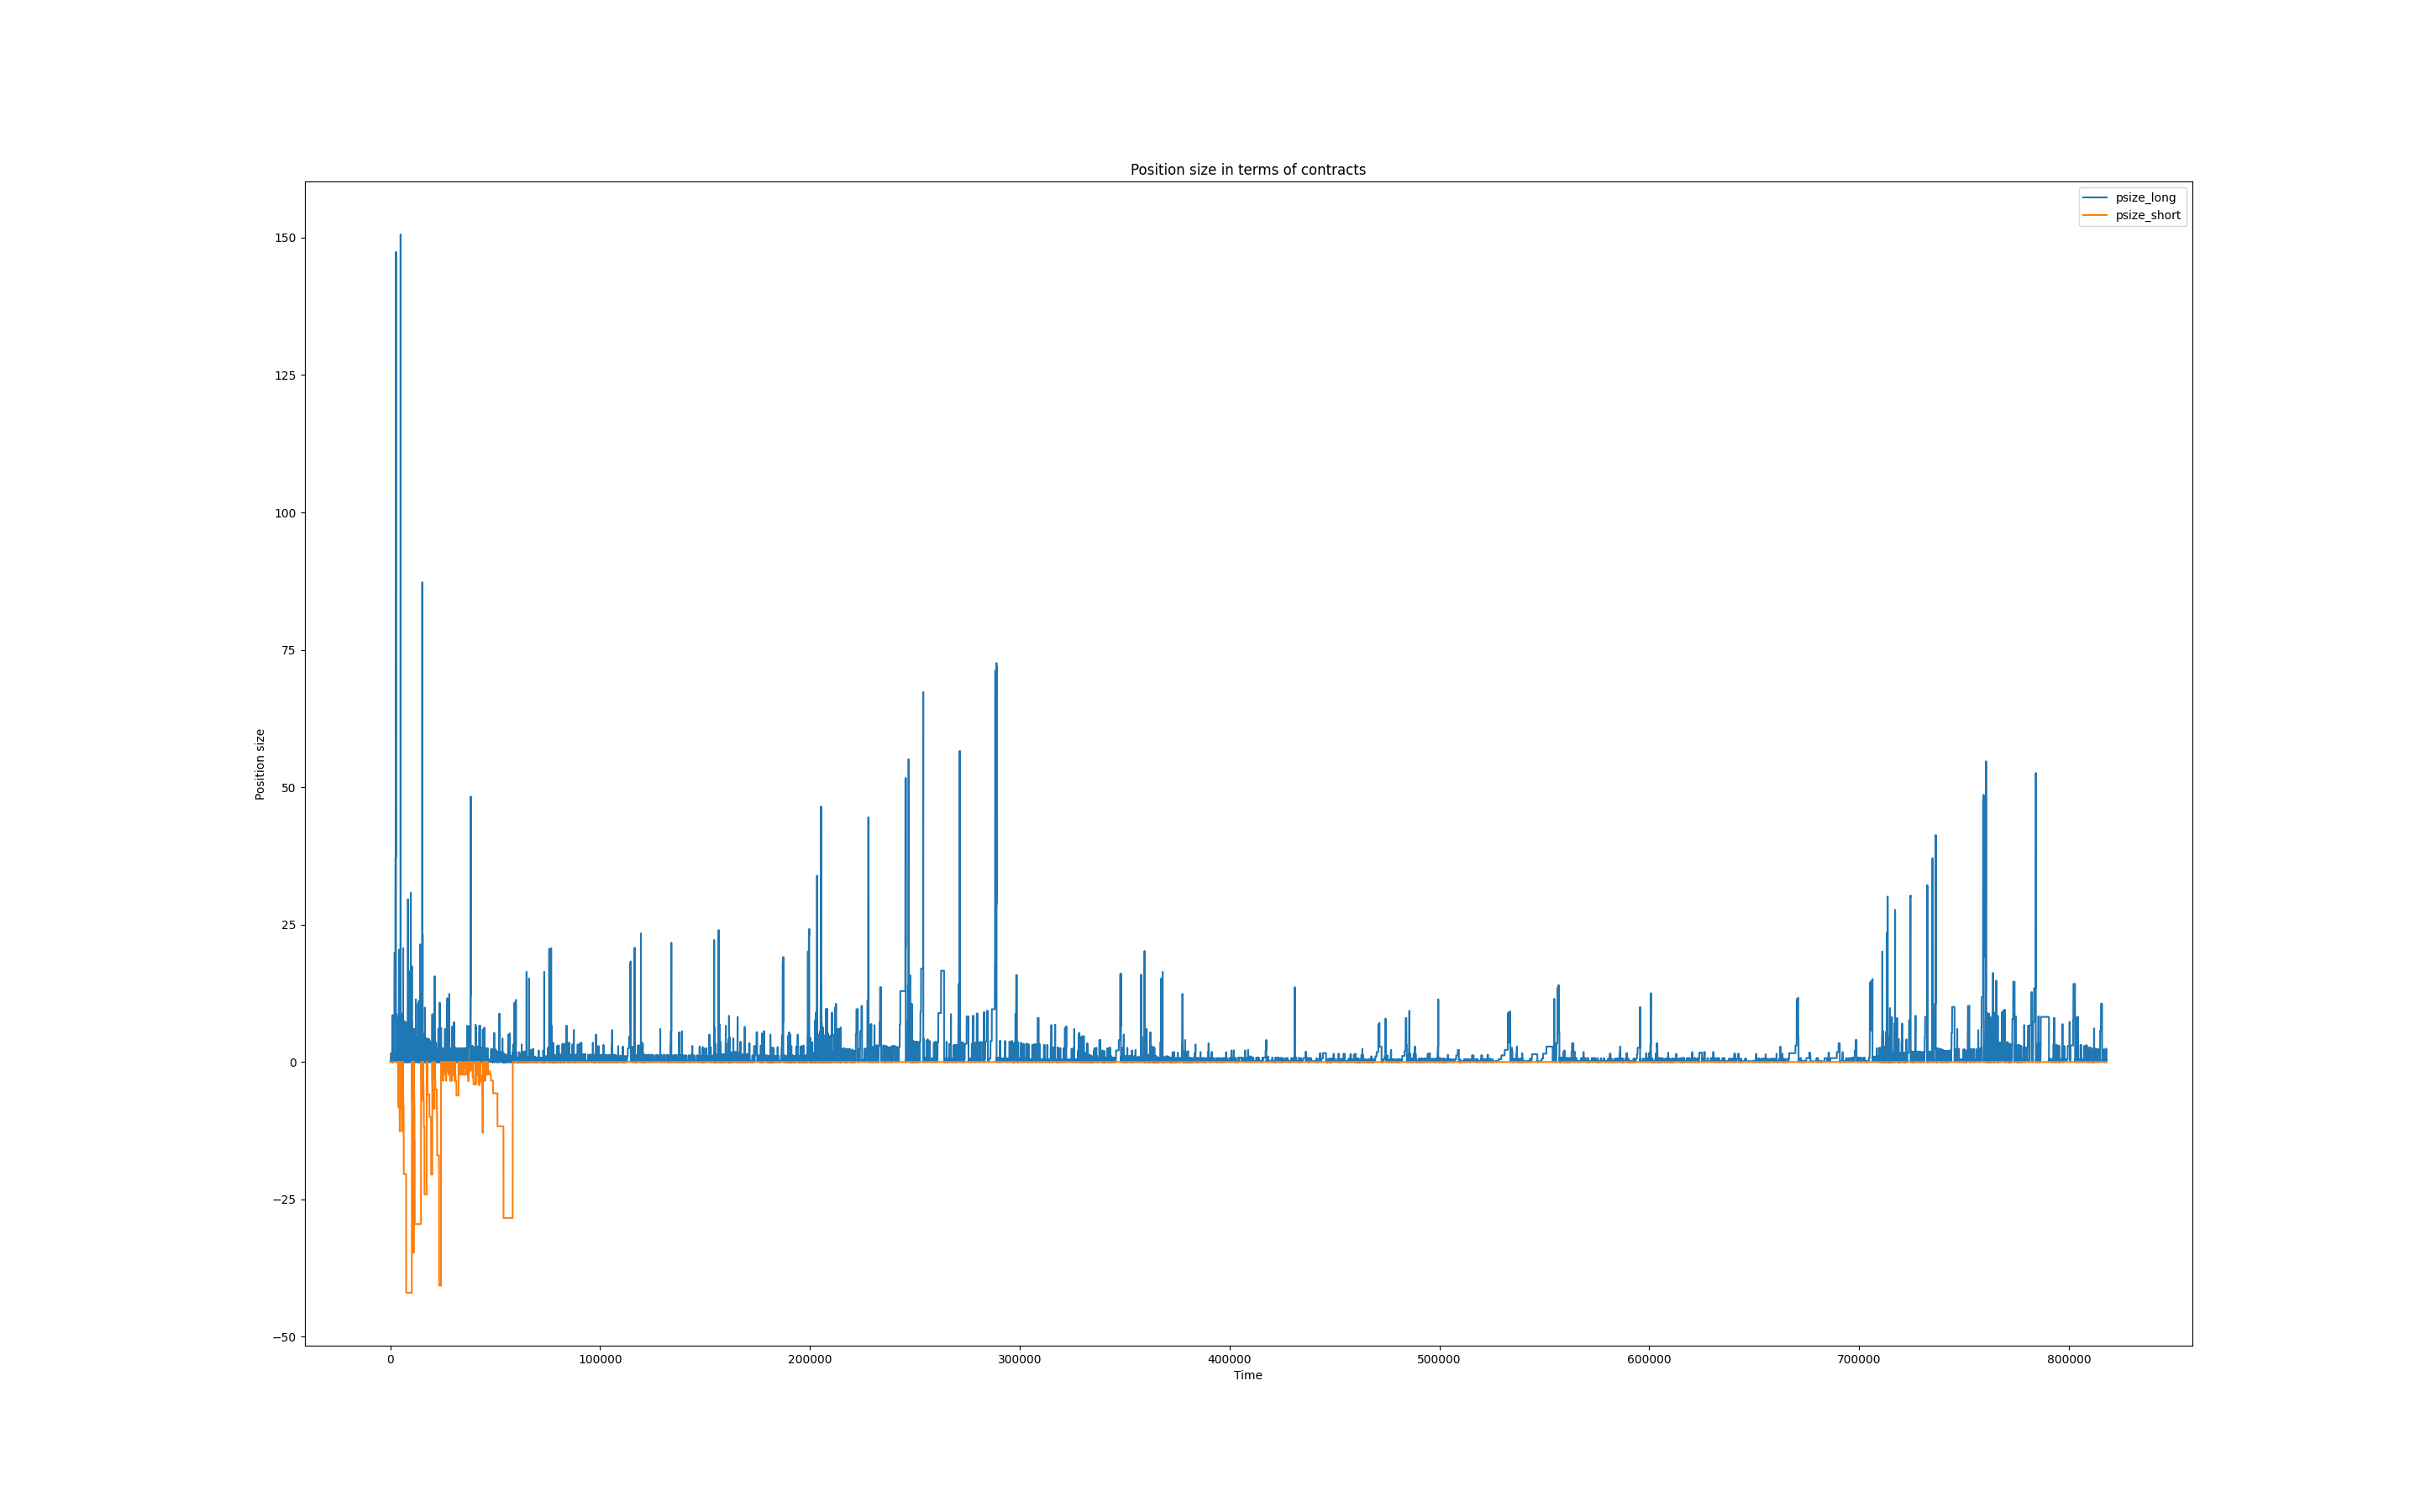 Position size in terms of contracts
psize_long
psize_short
150
125
100
75
50
25
0
−25
−50
Position size
0 100000 200000 300000 400000 500000 600000 700000 800000
Time